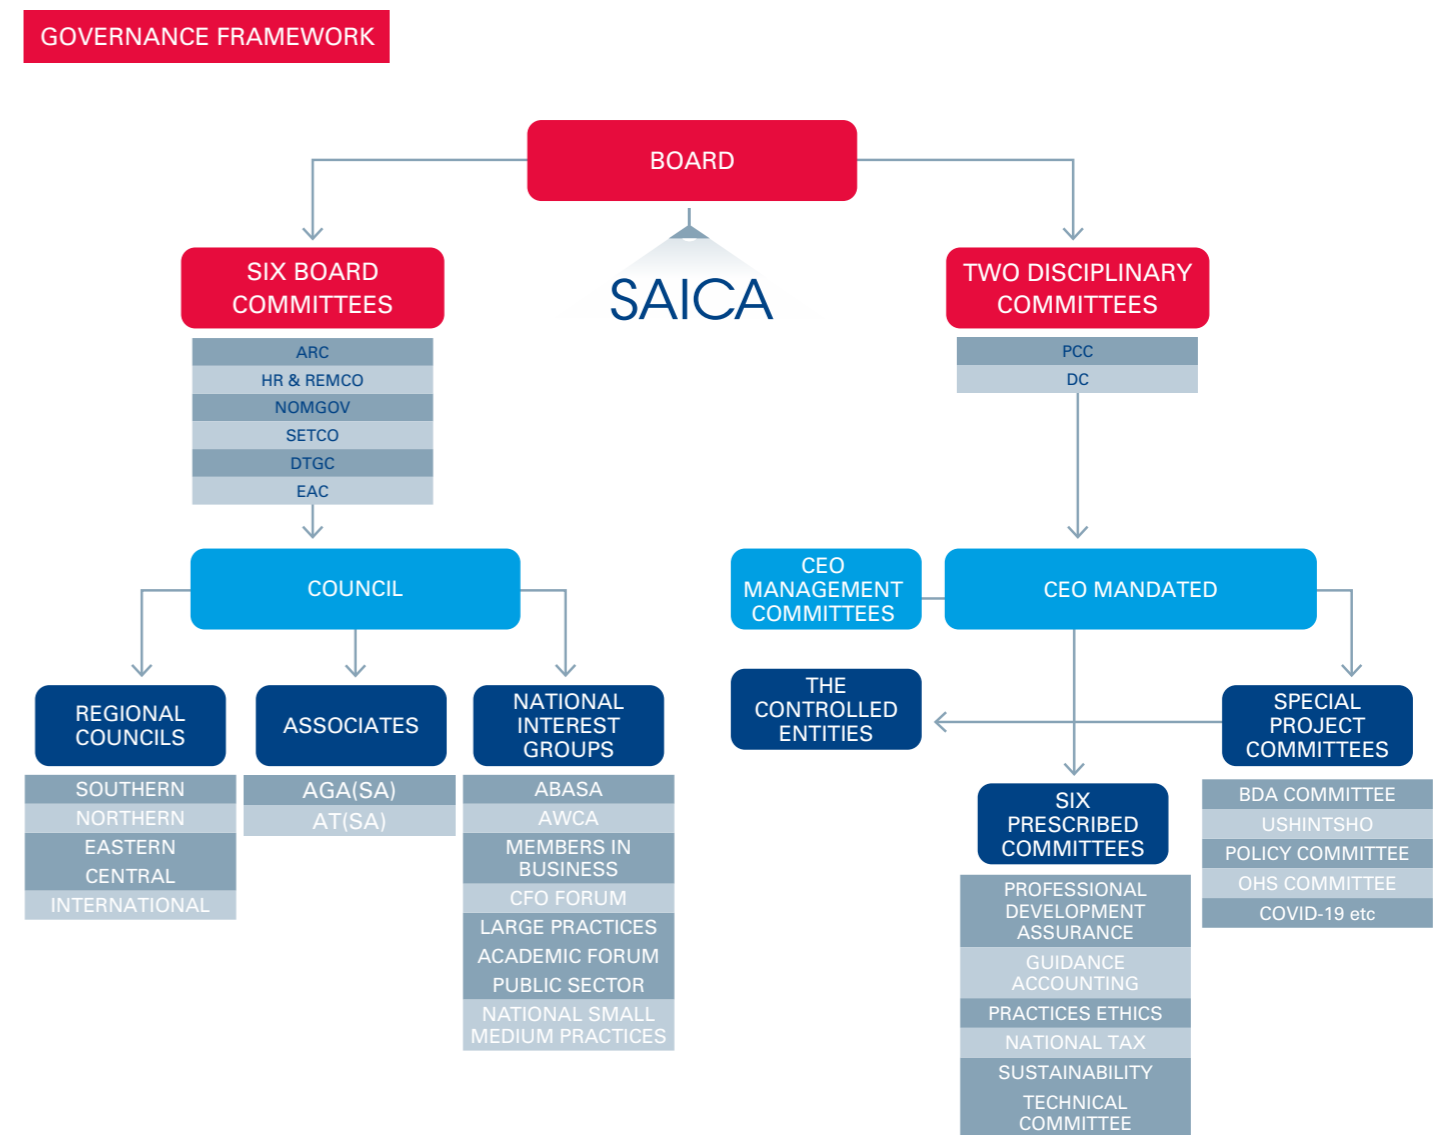 GOVERNANCE FRAMEWORK
BOARD
SAICA
SIX BOARD
COMMITTEES
ARC
HR & REMCO
NOMGOV
SETCO
DTGC
EAC
TWO DISCIPLINARY
COMMITTEES
PCC
DC
COUNCIL
CEO
MANAGEMENT
COMMITTEES
CEO MANDATED
REGIONAL
COUNCILS
SOUTHERN
NORTHERN
EASTERN
CENTRAL
INTERNATIONAL
ASSOCIATES
AGA(SA)
AT(SA)
NATIONAL
INTEREST
GROUPS
ABASA
AWCA
MEMBERS IN
BUSINESS
CFO FORUM
LARGE PRACTICES
ACADEMIC FORUM
PUBLIC SECTOR
NATIONAL SMALL
MEDIUM PRACTICES
THE
CONTROLLED
ENTITIES
SIX
PRESCRIBED
COMMITTEES
PROFESSIONAL
DEVELOPMENT
ASSURANCE
GUIDANCE
ACCOUNTING
PRACTICES ETHICS
NATIONAL TAX
SUSTAINABILITY
TECHNICAL
COMMITTEE
SPECIAL
PROJECT
COMMITTEES
BDA COMMITTEE
USHINTSHO
POLICY COMMITTEE
OHS COMMITTEE
COVID-19 etc